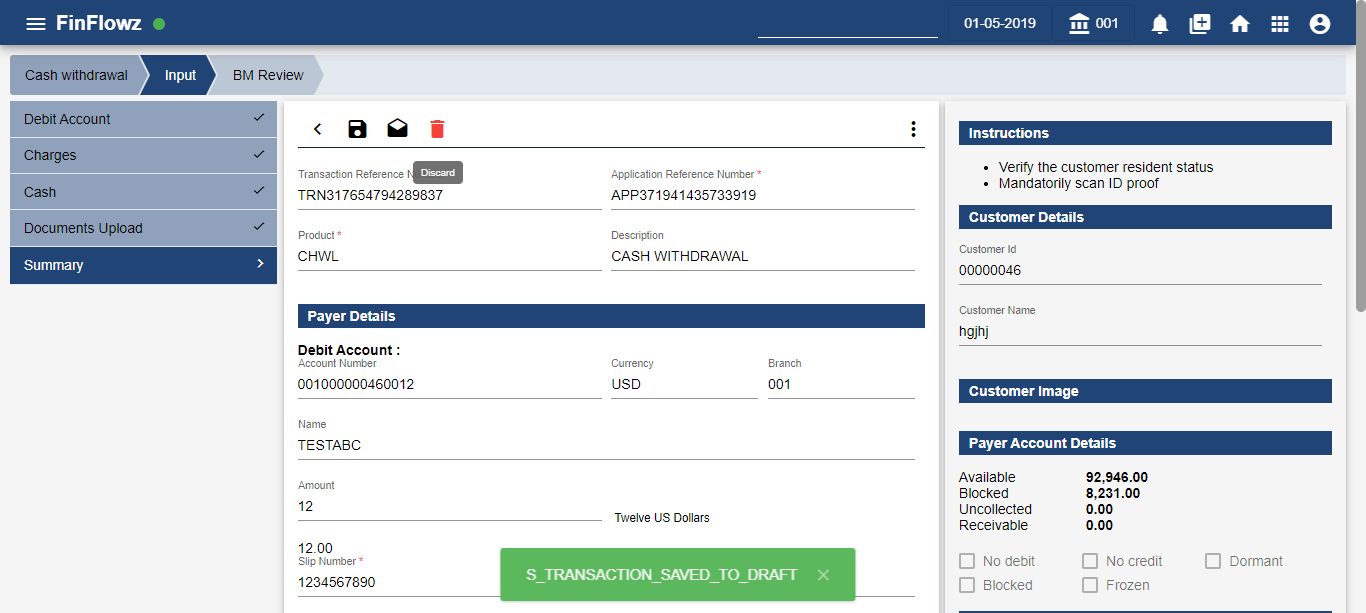 FinFlowz
01-05-2019
001
Cash withdrawal
Input
BM Review
Debit Account
Charges
Cash
Documents Upload
Summary
Discard
Transaction Reference N
TRN317654794289837
Application Reference Number *
APP371941435733919
Product *
CHWL
Description
CASH WITHDRAWAL
Payer Details
Debit Account :
Account Number
001000000460012
Currency
USD
Branch
001
Name
TESTABC
Amount
12
Twelve US Dollars
12.00
Slip Number *
1234567890
S_TRANSACTION_SAVED_TO_DRAFT
Instructions
• Verify the customer resident status
• Mandatorily scan ID proof
Customer Details
Customer Id
00000046
Customer Name
hgjhj
Customer Image
Payer Account Details
Available 92,946.00
Blocked 8,231.00
Uncollected 0.00
Receivable 0.00
No debit No credit Dormant
Blocked Frozen